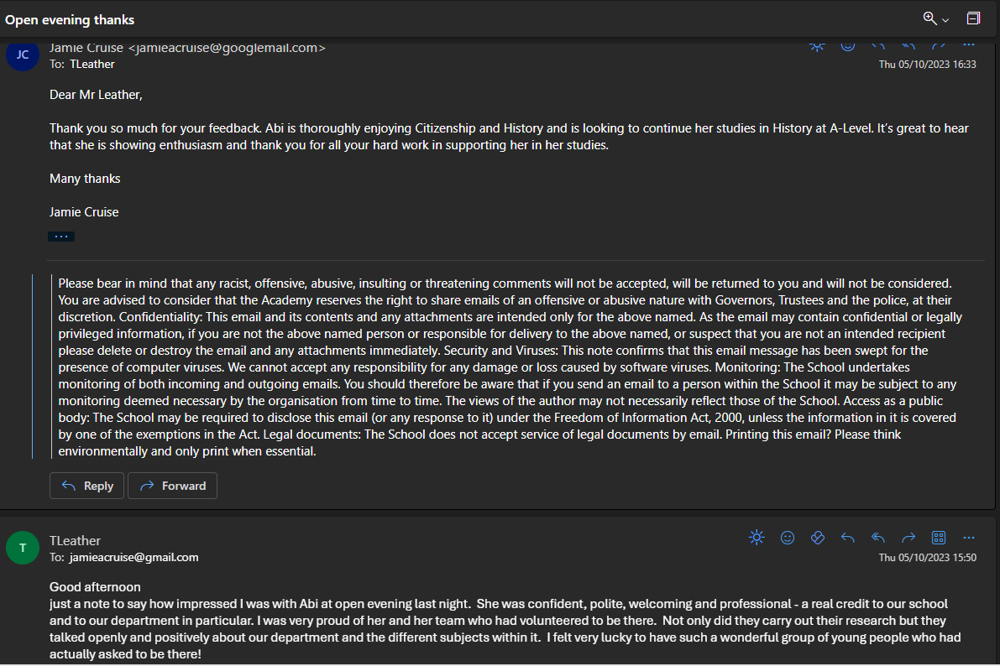 Open evening thanks
JC
Jamie Cruise <jamieacruise@googlemail.com>
To: TLeather
Thu 05/10/2023 16:33
Dear Mr Leather,
Thank you so much for your feedback. Abi is thoroughly enjoying Citizenship and History and is looking to continue her studies in History at A-Level. It's great to hear
that she is showing enthusiasm and thank you for all your hard work in supporting her in her studies.
Many thanks
Jamie Cruise
...
Please bear in mind that any racist, offensive, abusive, insulting or threatening comments will not be accepted, will be returned to you and will not be considered.
You are advised to consider that the Academy reserves the right to share emails of an offensive or abusive nature with Governors, Trustees and the police, at their
discretion. Confidentiality: This email and its contents and any attachments are intended only for the above named. As the email may contain confidential or legally
privileged information, if you are not the above named person or responsible for delivery to the above named, or suspect that you are not an intended recipient
please delete or destroy the email and any attachments immediately. Security and Viruses: This note confirms that this email message has been swept for the
presence of computer viruses. We cannot accept any responsibility for any damage or loss caused by software viruses. Monitoring: The School undertakes
monitoring of both incoming and outgoing emails. You should therefore be aware that if you send an email to a person within the School it may be subject to any
monitoring deemed necessary by the organisation from time to time. The views of the author may not necessarily reflect those of the School. Access as a public
body: The School may be required to disclose this email (or any response to it) under the Freedom of Information Act, 2000, unless the information in it is covered
by one of the exemptions in the Act. Legal documents: The School does not accept service of legal documents by email. Printing this email? Please think
environmentally and only print when essential.
Reply
Forward
T
TLeather
To: jamieacruise@gmail.com
Thu 05/10/2023 15:50
Good afternoon
just a note to say how impressed I was with Abi at open evening last night.  She was confident, polite, welcoming and professional - a real credit to our school
and to our department in particular. I was very proud of her and her team who had volunteered to be there.  Not only did they carry out their research but they
talked openly and positively about our department and the different subjects within it.  I felt very lucky to have such a wonderful group of young people who had
actually asked to be there!